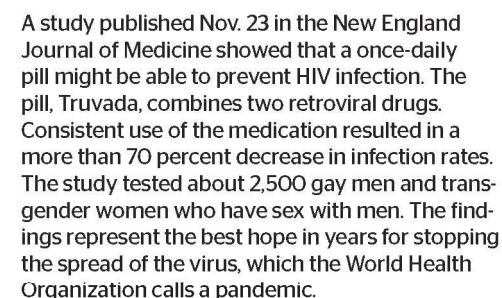 A study published Nov. 23 in the New England
Journal of Medicine showed that a once-daily
pill might be able to prevent HIV infection. The
pill, Truvada, combines two retroviral drugs.
Consistent use of the medication resulted in a
more than 70 percent decrease in infection rates.
The study tested about 2,500 gay men and trans-
gender women who have sex with men. The find-
ings represent the best hope in years for stopping
the spread of the virus, which the World Health
Organization calls a pandemic.